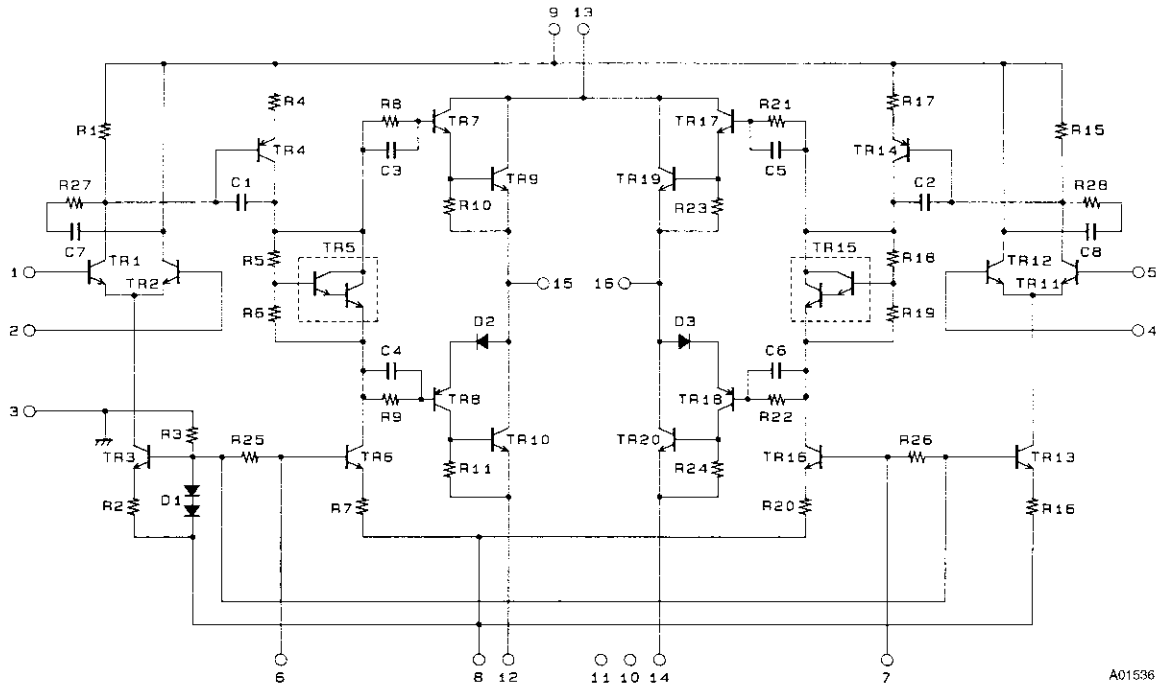 9 13
R4
R8
TR7
R1
TR4
C3
R27
C1
TR9
R10
C7
TR1
TR2
R5
TR5
1
15
R6
2
D2
C4
3
R3
R9
TR8
R25
TR3
TR6
TR10
R2
D1
R7
R11
6
8
12
R21
R17
TR17
R15
C5
TR14
TR19
C2
R28
R23
C8
TR15
R18
TR12
TR11
16
5
R19
4
D3
C6
TR18
R22
TR20
R26
TR16
TR13
R24
R20
R16
11
10
14
7
A01536